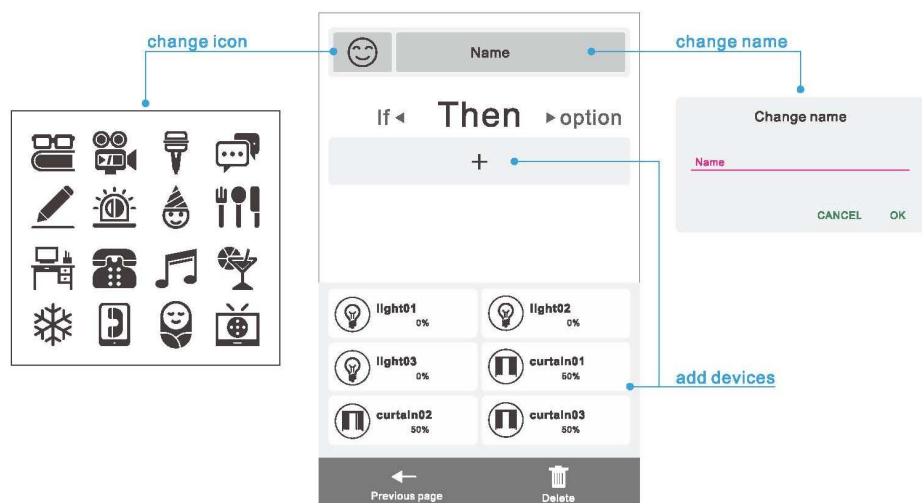 change icon
Name
change name
If
Then
option
+
Change name
Name
CANCEL OK
light01
0%
light02
0%
light03
0%
curtain01
50%
add devices
curtain02
50%
curtain03
50%
Previous page
Delete